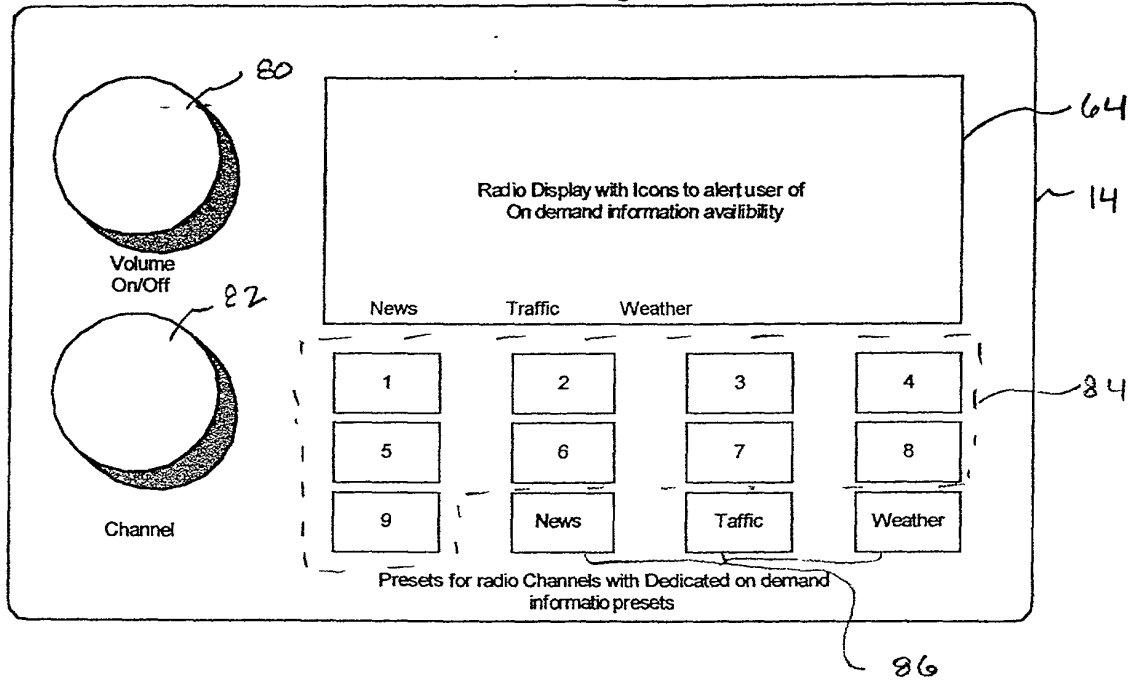 80
64
Radio Display with Icons to alert user of
On demand information availibility
14
Volume
On/Off
82
News Traffic Weather
1 2 3 4
84
5 6 7 8
9 News Taffic Weather
Channel
Presets for radio Channels with Dedicated on demand
informatio presets
86